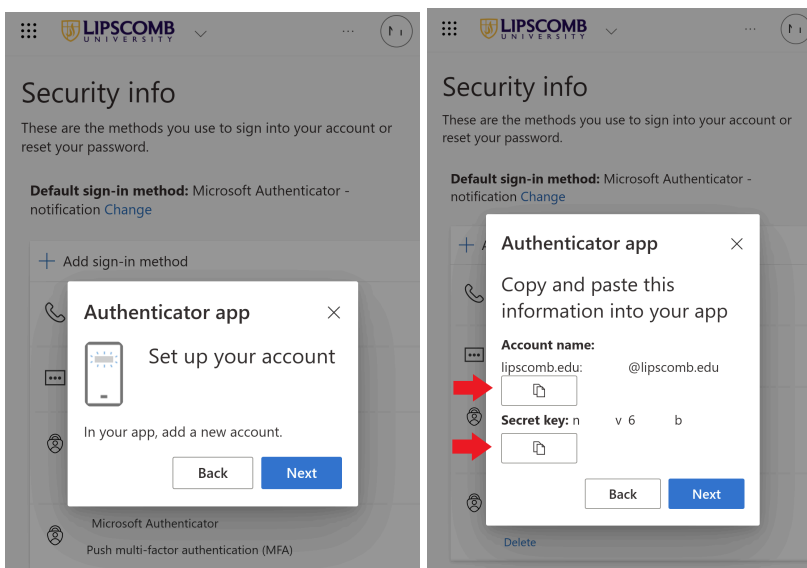 LIPSCOMB
UNIVERSITY
...
Security info
These are the methods you use to sign into your account or
reset your password.
Default sign-in method: Microsoft Authenticator -
notification Change
Add sign-in method
Authenticator app
Set up your account
In your app, add a new account.
Back Next
Microsoft Authenticator
Push multi-factor authentication (MFA)
LIPSCOMB
UNIVERSITY
...
Security info
These are the methods you use to sign into your account or
reset your password.
Default sign-in method: Microsoft Authenticator -
notification Change
Authenticator app
Copy and paste this
information into your app
Account name:
lipscomb.edu: @lipscomb.edu
Secret key: n v 6 b
Back Next
Delete